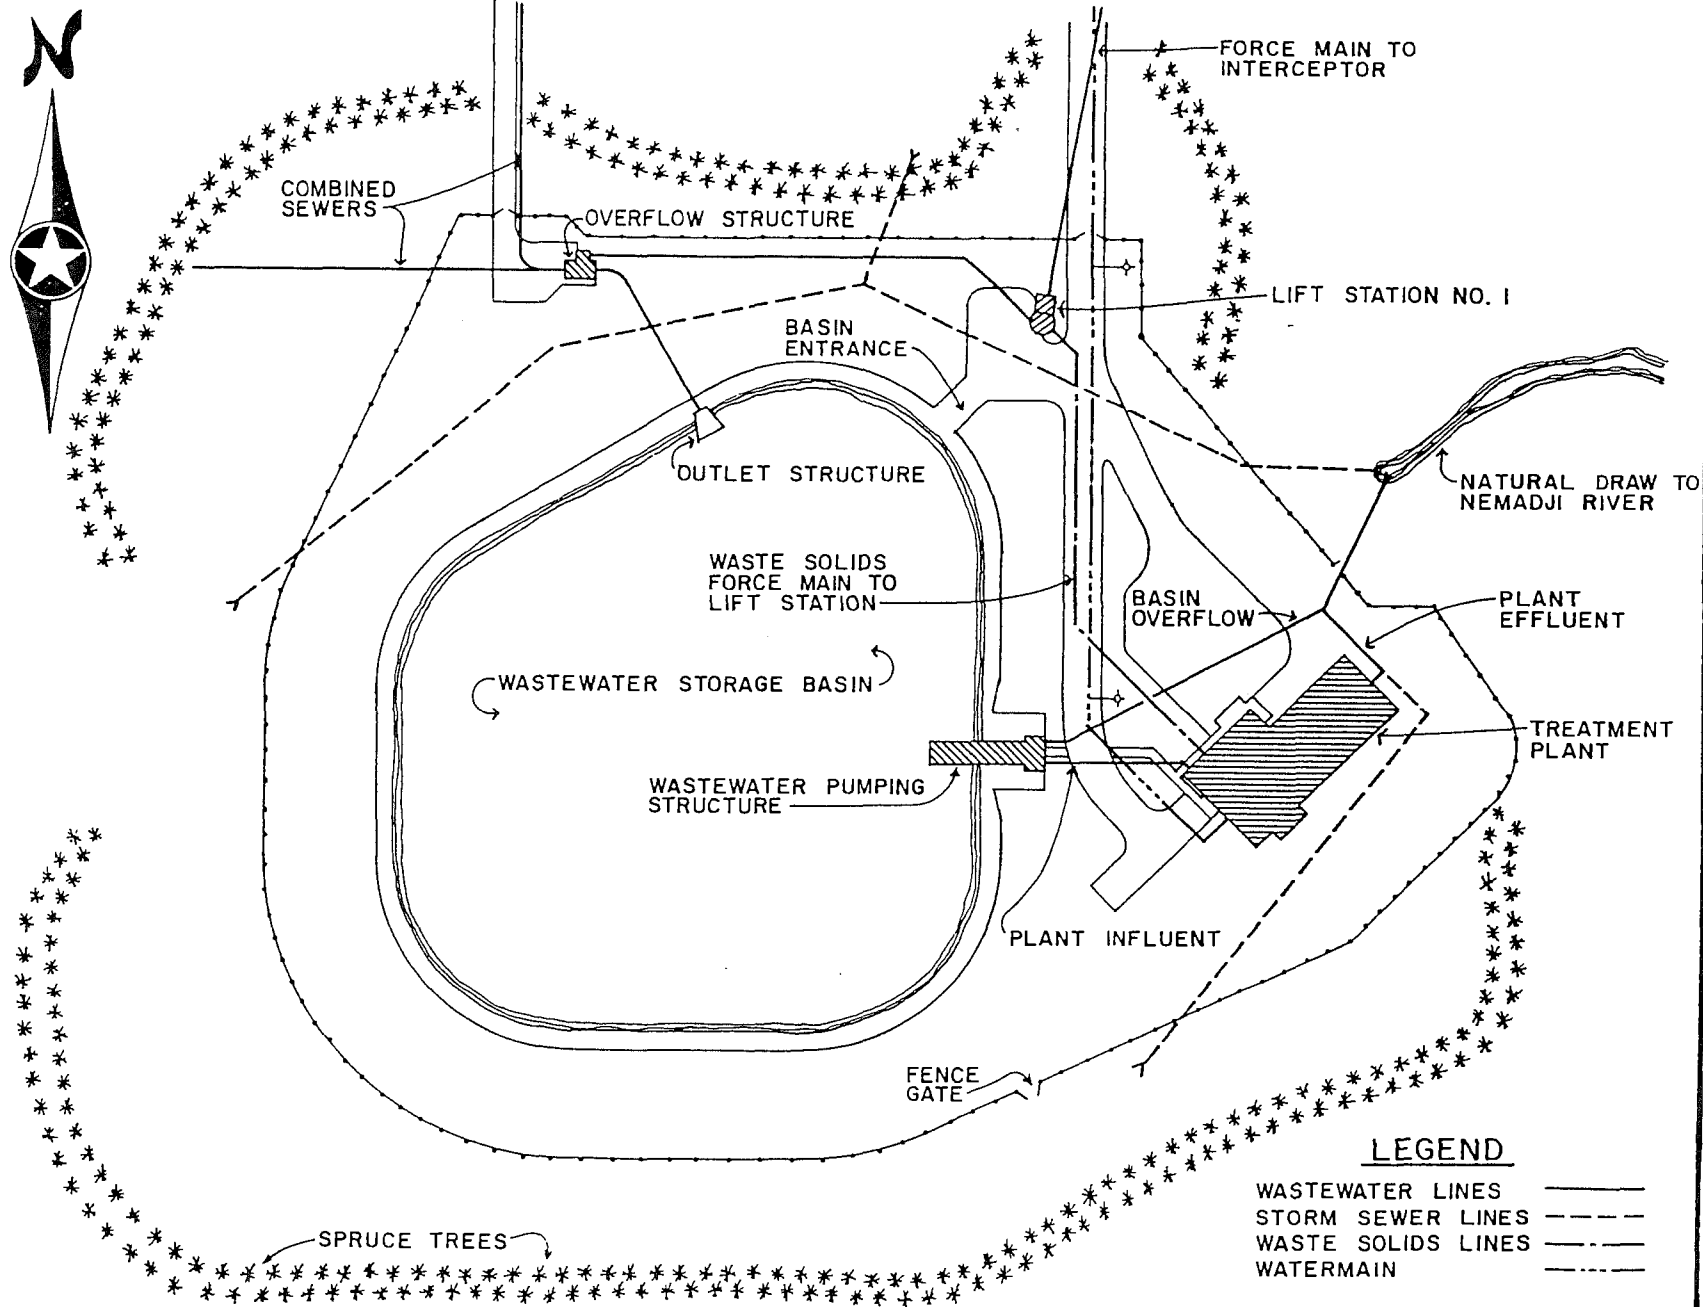 N
FORCE MAIN TO
INTERCEPTOR
COMBINED
SEWERS
OVERFLOW STRUCTURE
LIFT STATION NO. 1
BASIN
ENTRANCE
OUTLET STRUCTURE
NATURAL DRAW TO
NEMADJI RIVER
WASTE SOLIDS
FORCE MAIN TO
LIFT STATION
BASIN
OVERFLOW
PLANT
EFFLUENT
WASTEWATER STORAGE BASIN
TREATMENT
PLANT
WASTEWATER PUMPING
STRUCTURE
PLANT INFLUENT
FENCE
GATE
LEGEND
WASTEWATER LINES
STORM SEWER LINES
WASTE SOLIDS LINES
WATERMAIN
SPRUCE TREES